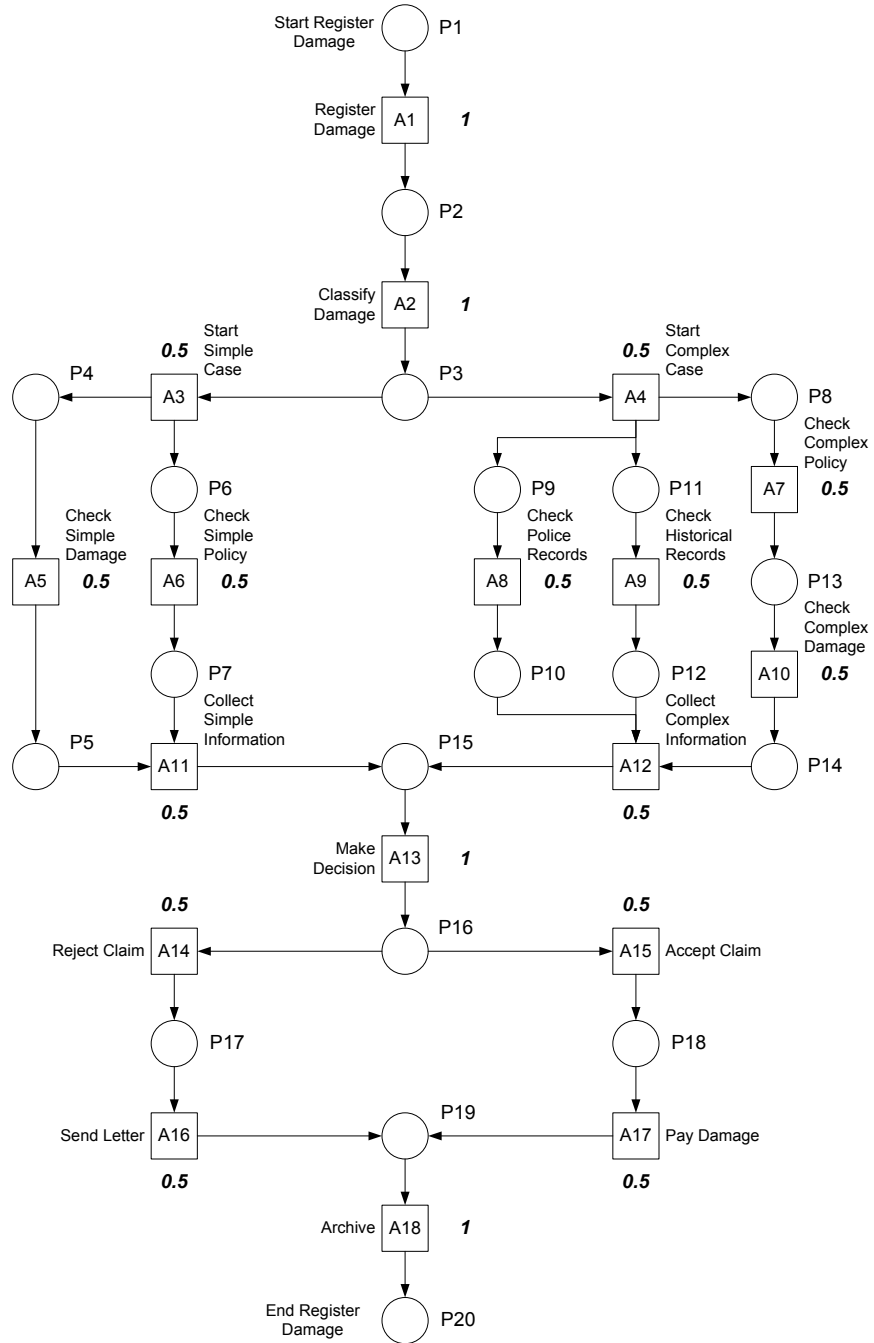 Start Register
Damage
P1
Register
Damage
A1
1
P2
Classify
Damage
A2
1
0.5
Start
Simple
Case
0.5
Start
Complex
Case
P4
A3
P3
A4
P8
Check
Complex
Policy
P6
P9
P11
A7
0.5
Check
Simple
Damage
Check
Simple
Policy
Check
Police
Records
Check
Historical
Records
A5
0.5
A6
0.5
A8
0.5
A9
0.5
P13
Check
Complex
Damage
P7
P10
P12
A10
0.5
Collect
Simple
Information
Collect
Complex
Information
P5
A11
P15
A12
P14
0.5
0.5
Make
Decision
A13
1
0.5
0.5
P16
Reject Claim
A14
A15
Accept Claim
P17
P18
P19
Send Letter
A16
A17
Pay Damage
0.5
0.5
Archive
A18
1
End Register
Damage
P20